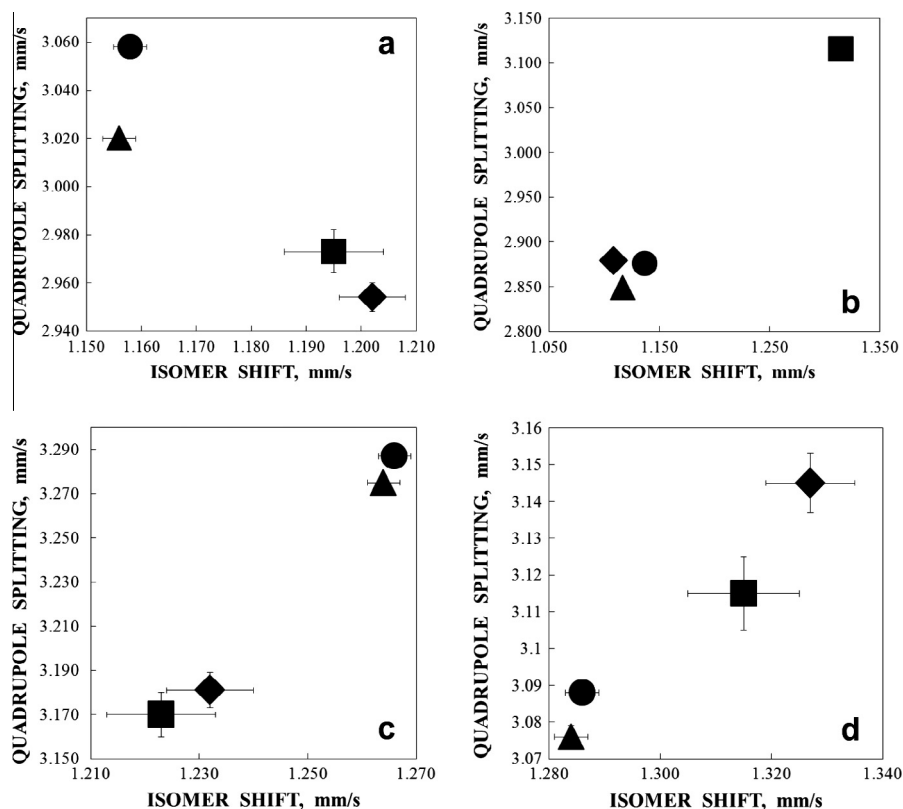 a
QUADRUPOLE SPLITTING, mm/s
3.060
3.040
3.020
3.000
2.980
2.960
2.940
1.150 1.160 1.170 1.180 1.190 1.200 1.210
ISOMER SHIFT, mm/s
b
QUADRUPOLE SPLITTING, mm/s
3.150
3.100
3.050
3.000
2.950
2.900
2.850
2.800
1.050 1.150 1.250 1.350
ISOMER SHIFT, mm/s
c
QUADRUPOLE SPLITTING, mm/s
3.290
3.270
3.250
3.230
3.210
3.190
3.170
3.150
1.210 1.230 1.250 1.270
ISOMER SHIFT, mm/s
d
QUADRUPOLE SPLITTING, mm/s
3.16
3.15
3.14
3.13
3.12
3.11
3.1
3.09
3.08
3.07
1.280 1.300 1.320 1.340
ISOMER SHIFT, mm/s